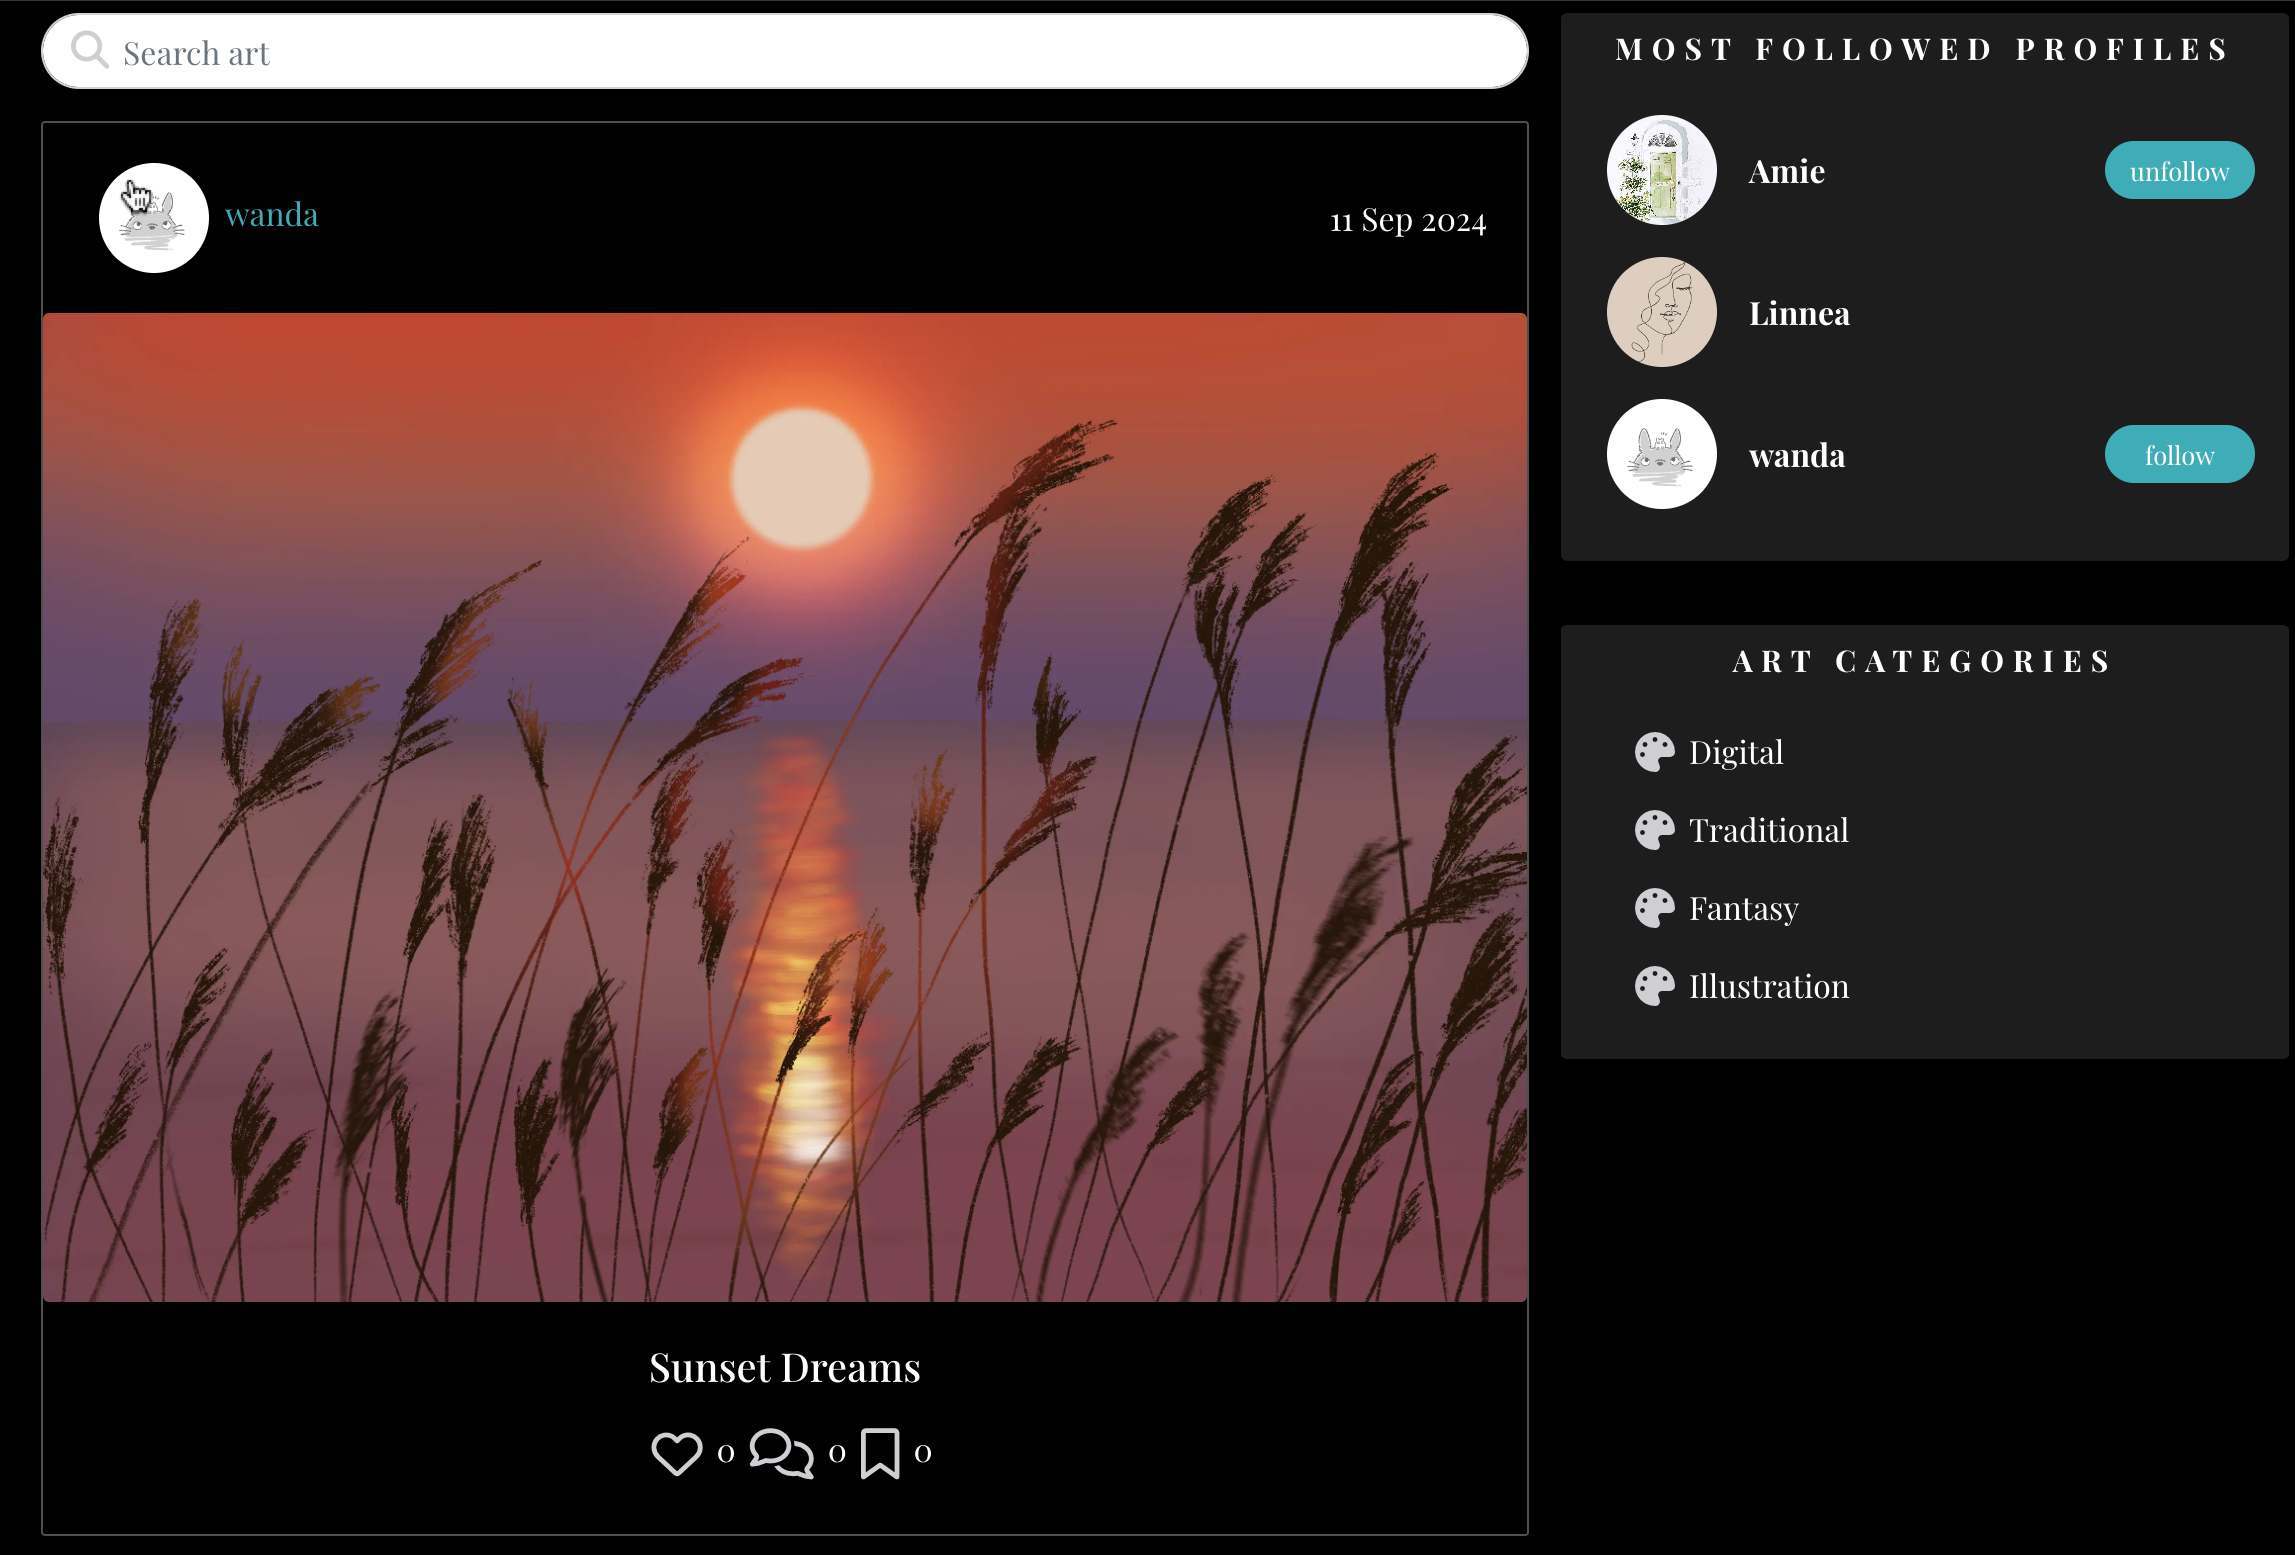 Search art
wanda
11 Sep 2024
Sunset Dreams
0 0 0
MOST FOLLOWED PROFILES
Amie
unfollow
Linnea
wanda
follow
ART CATEGORIES
Digital
Traditional
Fantasy
Illustration